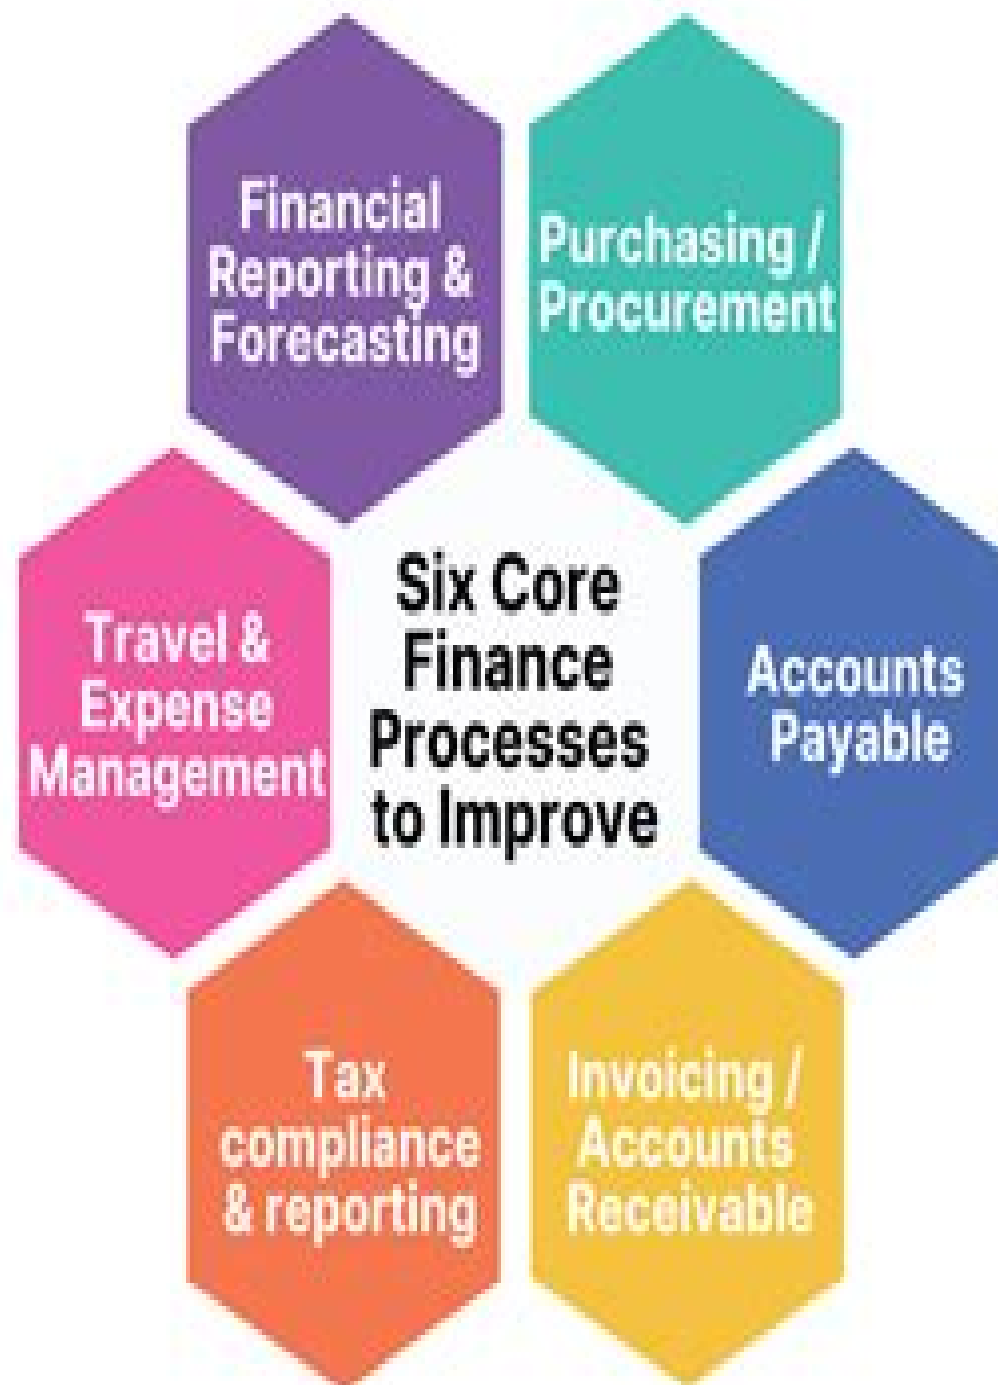 Financial
Reporting &
Forecasting
Purchasing /
Procurement
Travel &
Expense
Management
Six Core
Finance
Processes
to Improve
Accounts
Payable
Tax
compliance
& reporting
Invoicing /
Accounts
Receivable